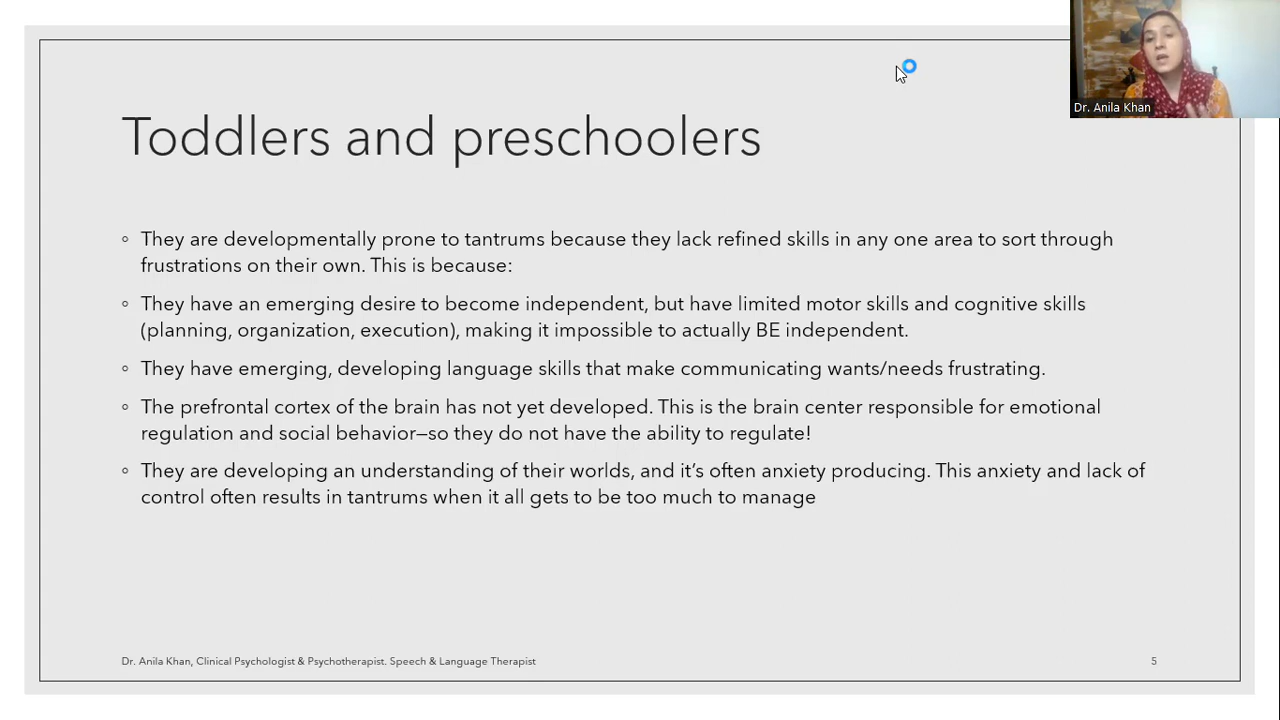 Dr. Anila Khan
Toddlers and preschoolers
◦ They are developmentally prone to tantrums because they lack refined skills in any one area to sort through
frustrations on their own. This is because:
◦ They have an emerging desire to become independent, but have limited motor skills and cognitive skills
(planning, organization, execution), making it impossible to actually BE independent.
◦ They have emerging, developing language skills that make communicating wants/needs frustrating.
◦ The prefrontal cortex of the brain has not yet developed. This is the brain center responsible for emotional
regulation and social behavior—so they do not have the ability to regulate!
◦ They are developing an understanding of their worlds, and it’s often anxiety producing. This anxiety and lack of
control often results in tantrums when it all gets to be too much to manage
Dr. Anila Khan, Clinical Psychologist & Psychotherapist. Speech & Language Therapist
5